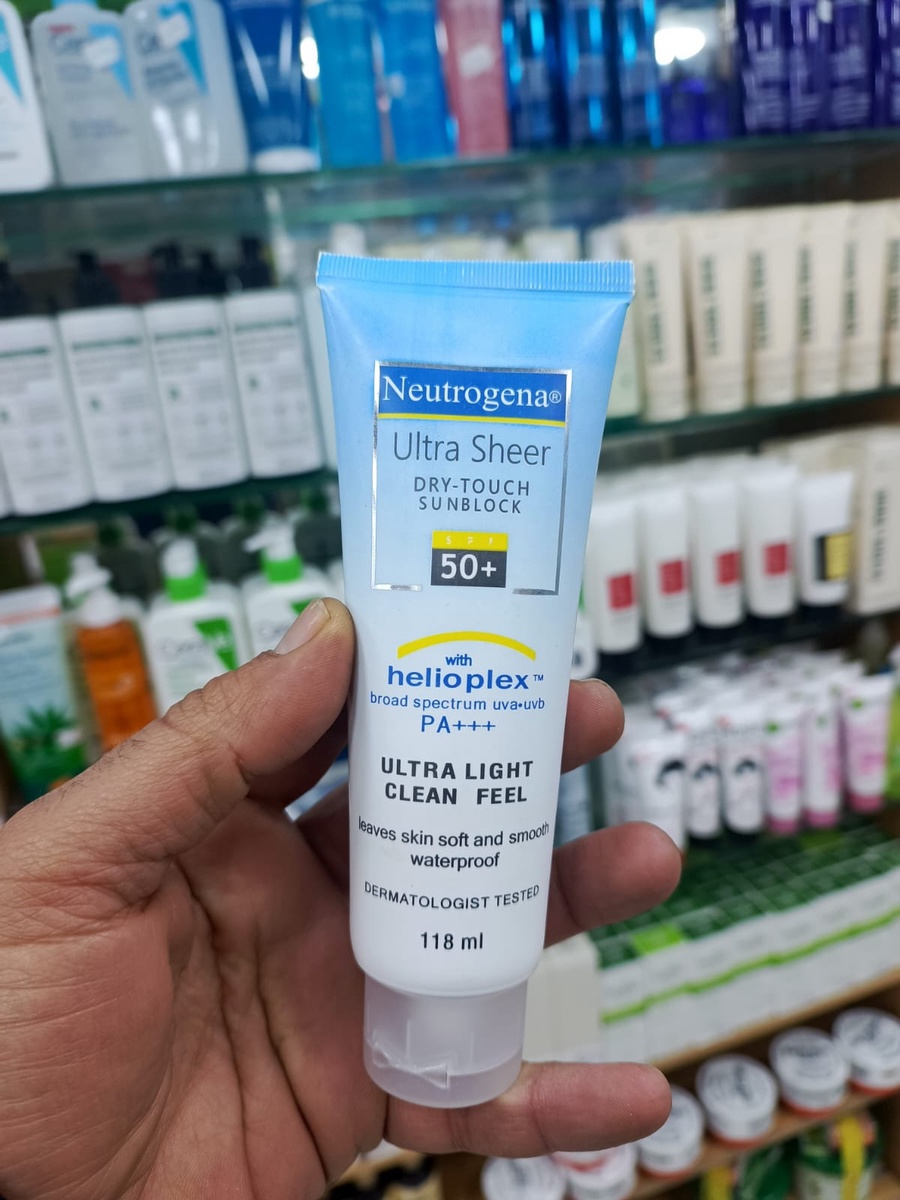 Neutrogena®
Ultra Sheer
DRY-TOUCH
SUNBLOCK
SPF
50+
with
helioplex™
broad spectrum uva•uvb
PA+++
ULTRA LIGHT
CLEAN FEEL
leaves skin soft and smooth
waterproof
DERMATOLOGIST TESTED
118 ml